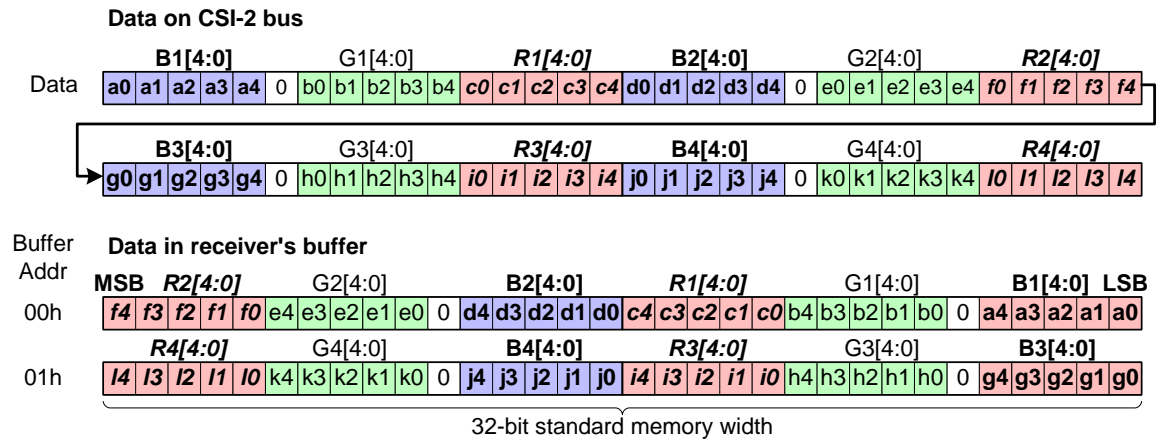 Data on CSI-2 bus
B1[4:0] G1[4:0] R1[4:0] B2[4:0] G2[4:0] R2[4:0]
Data a0 a1 a2 a3 a4 0 b0 b1 b2 b3 b4 c0 c1 c2 c3 c4 d0 d1 d2 d3 d4 0 e0 e1 e2 e3 e4 f0 f1 f2 f3 f4
B3[4:0] G3[4:0] R3[4:0] B4[4:0] G4[4:0] R4[4:0]
g0 g1 g2 g3 g4 0 h0 h1 h2 h3 h4 i0 i1 i2 i3 i4 j0 j1 j2 j3 j4 0 k0 k1 k2 k3 k4 l0 l1 l2 l3 l4
Buffer Addr
Data in receiver's buffer
MSB R2[4:0] G2[4:0] B2[4:0] R1[4:0] G1[4:0] B1[4:0] LSB
00h f4 f3 f2 f1 f0 e4 e3 e2 e1 e0 0 d4 d3 d2 d1 d0 c4 c3 c2 c1 c0 b4 b3 b2 b1 b0 0 a4 a3 a2 a1 a0
R4[4:0] G4[4:0] B4[4:0] R3[4:0] G3[4:0] B3[4:0]
01h l4 l3 l2 l1 l0 k4 k3 k2 k1 k0 0 j4 j3 j2 j1 j0 i4 i3 i2 i1 i0 h4 h3 h2 h1 h0 0 g4 g3 g2 g1 g0
32-bit standard memory width